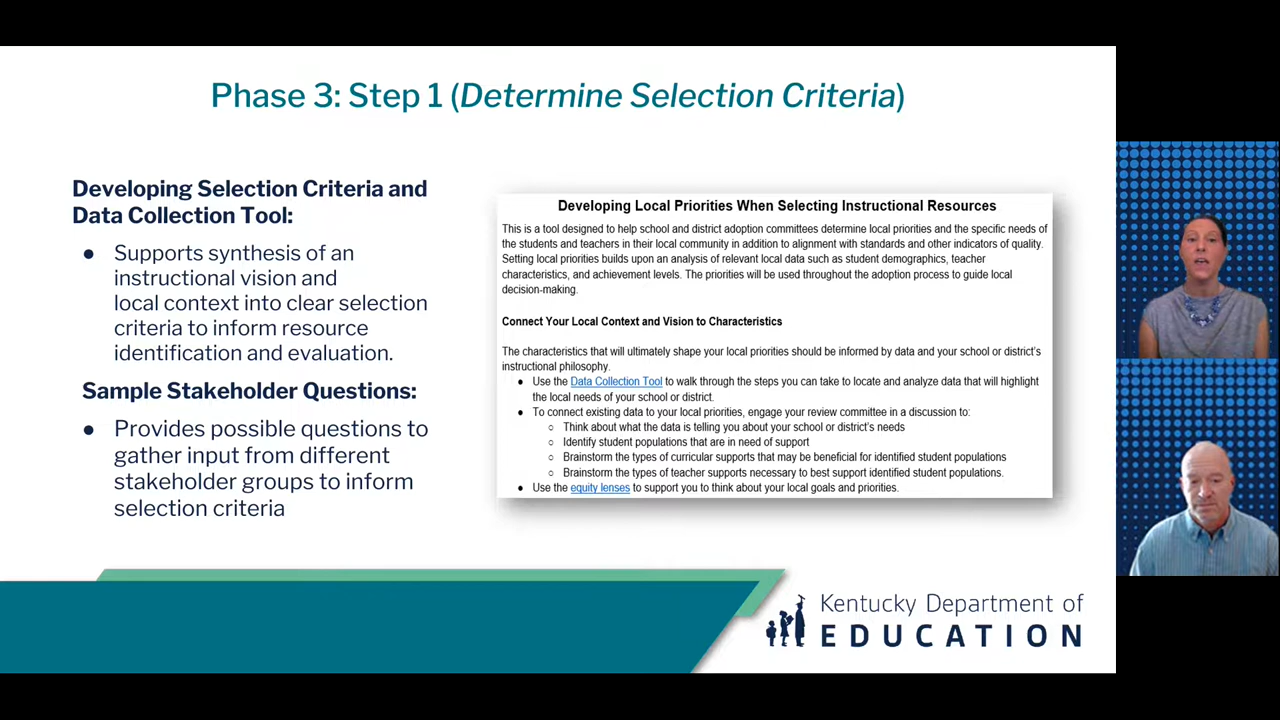 Phase 3: Step 1 (Determine Selection Criteria)
Developing Selection Criteria and
Data Collection Tool:
● Supports synthesis of an
instructional vision and
local context into clear selection
criteria to inform resource
identification and evaluation.
Sample Stakeholder Questions:
● Provides possible questions to
gather input from different
stakeholder groups to inform
selection criteria
Developing Local Priorities When Selecting Instructional Resources
This is a tool designed to help school and district adoption committees determine local priorities and the specific needs of
the students and teachers in their local community in addition to alignment with standards and other indicators of quality.
Setting local priorities builds upon an analysis of relevant local data such as student demographics, teacher
characteristics, and achievement levels. The priorities will be used throughout the adoption process to guide local
decision-making.
Connect Your Local Context and Vision to Characteristics
The characteristics that will ultimately shape your local priorities should be informed by data and your school or district's
instructional philosophy.
● Use the Data Collection Tool to walk through the steps you can take to locate and analyze data that will highlight
the local needs of your school or district.
● To connect existing data to your local priorities, engage your review committee in a discussion to:
○ Think about what the data is telling you about your school or district's needs
○ Identify student populations that are in need of support
○ Brainstorm the types of curricular supports that may be beneficial for identified student populations
○ Brainstorm the types of teacher supports necessary to best support identified student populations.
● Use the equity lenses to support you to think about your local goals and priorities.
Kentucky Department of
EDUCATION